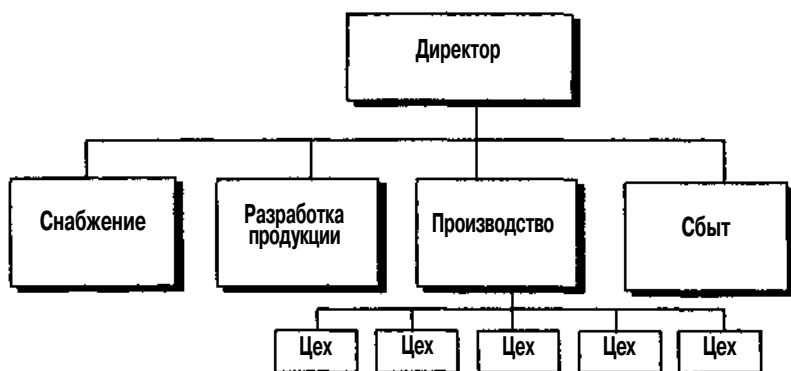 Директор
Снабжение
Разработка
продукции
Производство
Сбыт
Цех
Цех
Цех
Цех
Цех